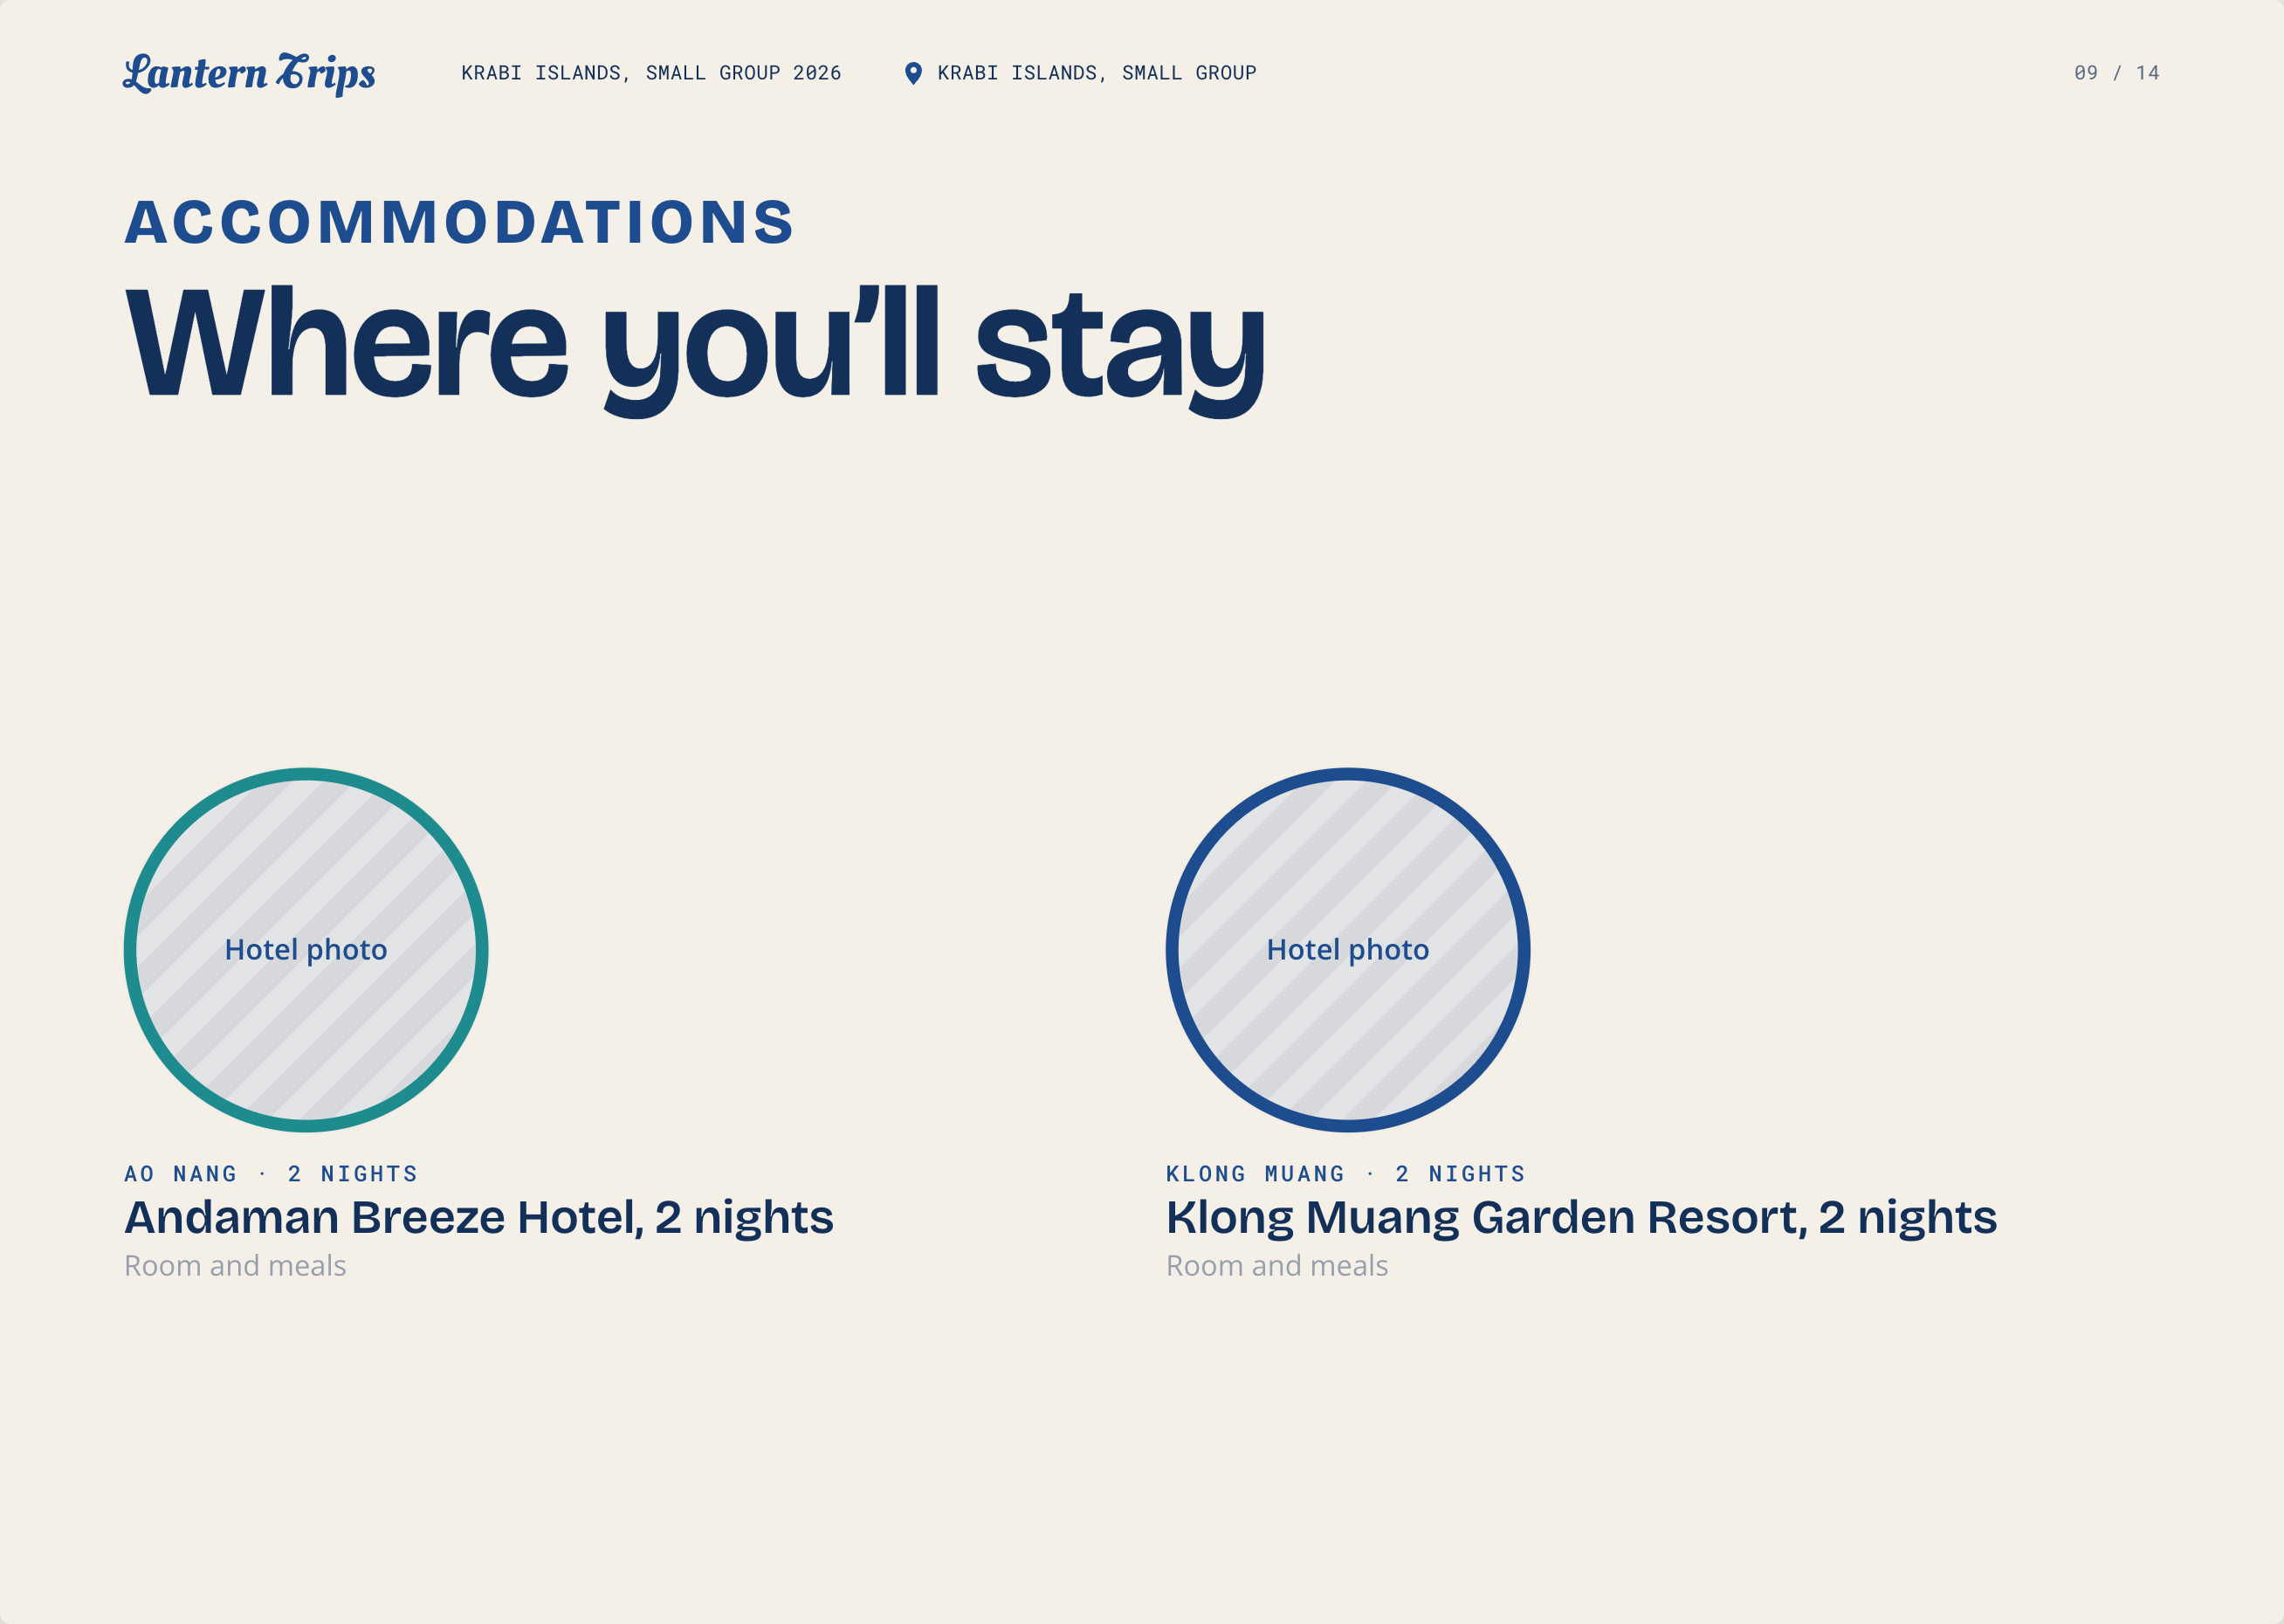 Lantern Trips
KRABI ISLANDS, SMALL GROUP 2026
KRABI ISLANDS, SMALL GROUP
09 / 14
ACCOMMODATIONS
Where you’ll stay
Hotel photo
AO NANG · 2 NIGHTS
Andaman Breeze Hotel, 2 nights
Room and meals
Hotel photo
KLONG MUANG · 2 NIGHTS
Klong Muang Garden Resort, 2 nights
Room and meals